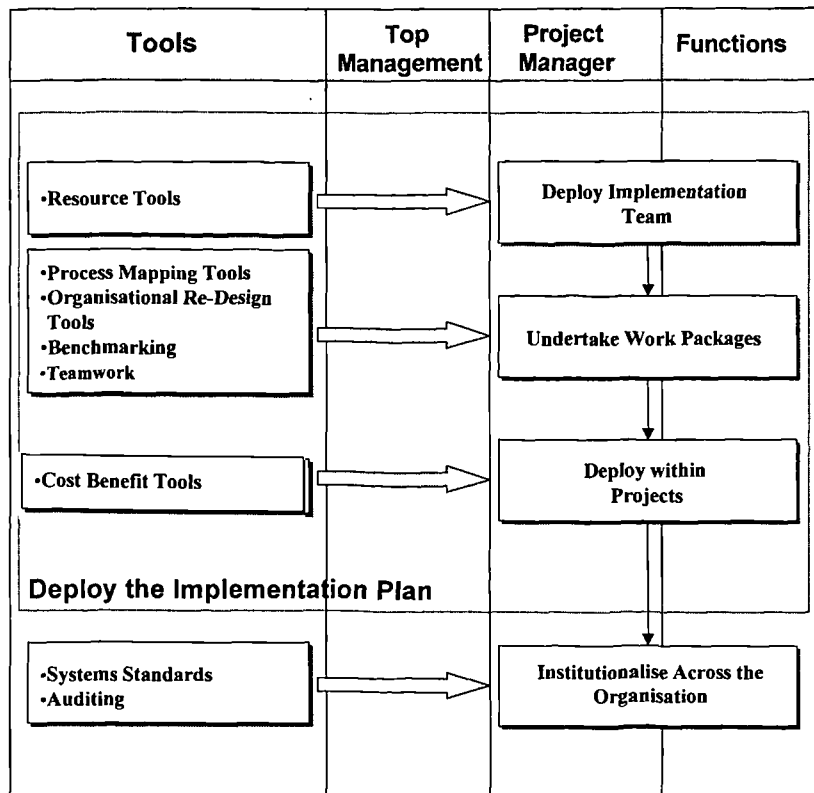 Tools
Top
Management
Project
Manager
Functions
•Resource Tools
Deploy Implementation
Team
•Process Mapping Tools
•Organisational Re-Design
Tools
•Benchmarking
•Teamwork
Undertake Work Packages
•Cost Benefit Tools
Deploy within
Projects
Deploy the Implementation Plan
•Systems Standards
•Auditing
Institutionalise Across the
Organisation